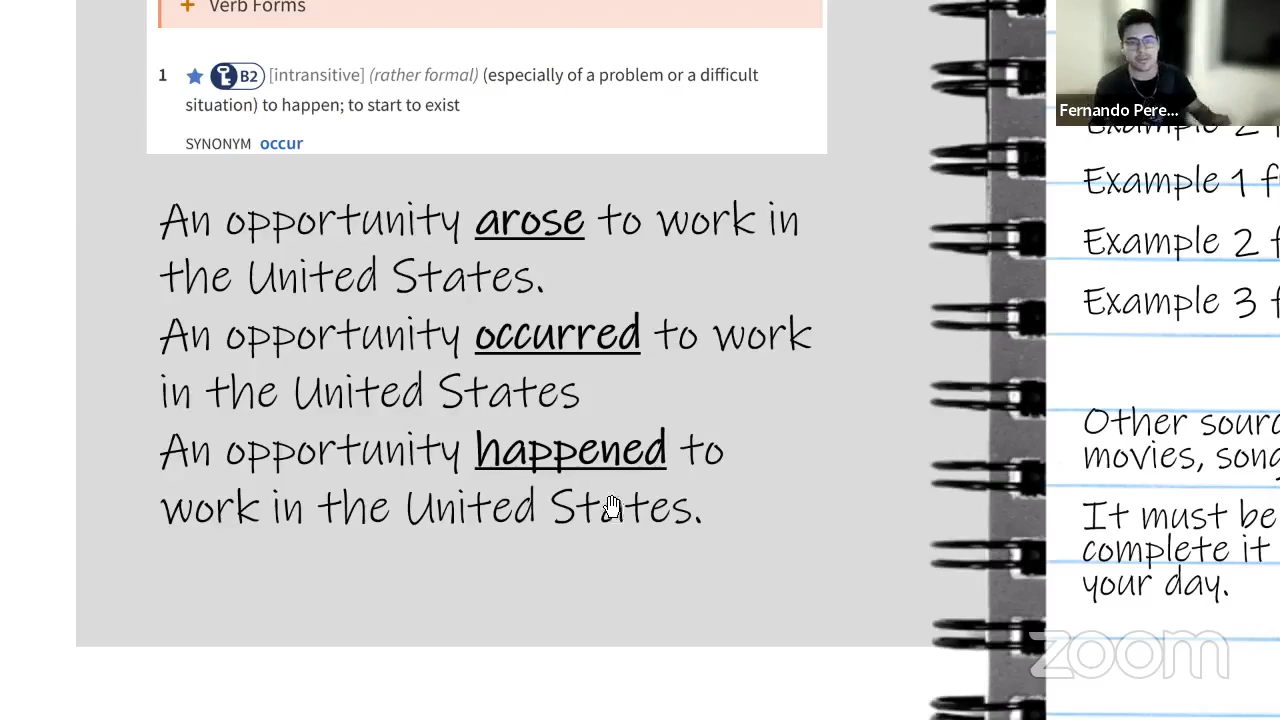 + Verb Forms
1 ★ B2 [intransitive] (rather formal) (especially of a problem or a difficult
situation) to happen; to start to exist
SYNONYM occur
An opportunity arose to work in
the United States.
An opportunity occurred to work
in the United States
An opportunity happened to
work in the United States.
Fernando Pere...
Example 2
Example 1 f
Example 2 f
Example 3 f
Other sourc
movies, song
It must be
complete it
your day.
zoom